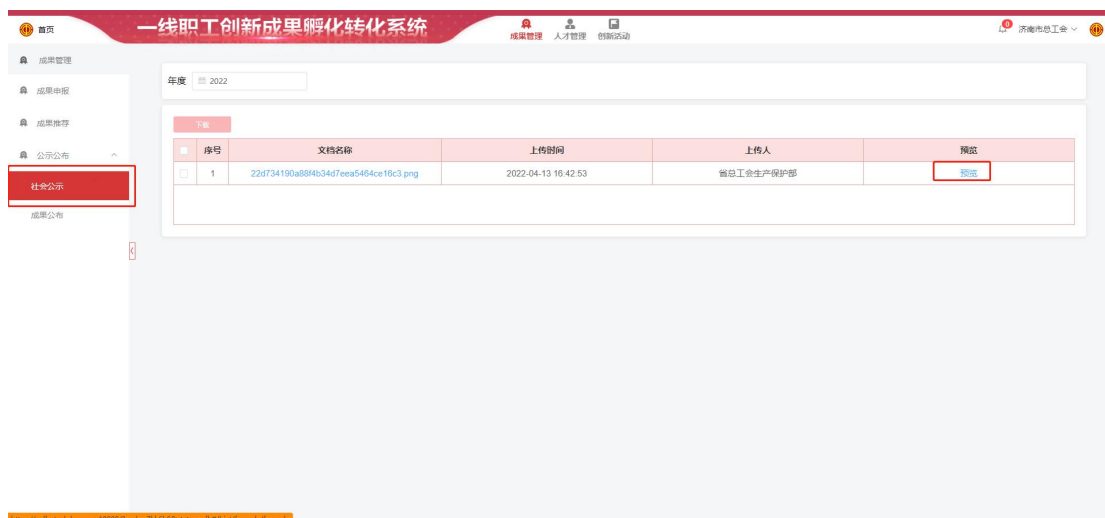 首页
一线职工创新成果孵化转化系统
成果管理 人才管理 创新活动
0 济南市总工会
成果管理
成果申报
成果推荐
公示公布
社会公示
成果公布
年度 2022
下载
序号 文档名称 上传时间 上传人 预览
1 22d734190a88f4b34d7eea5464ce16c3.png 2022-04-13 16:42:53 省总工会生产保护部 预览